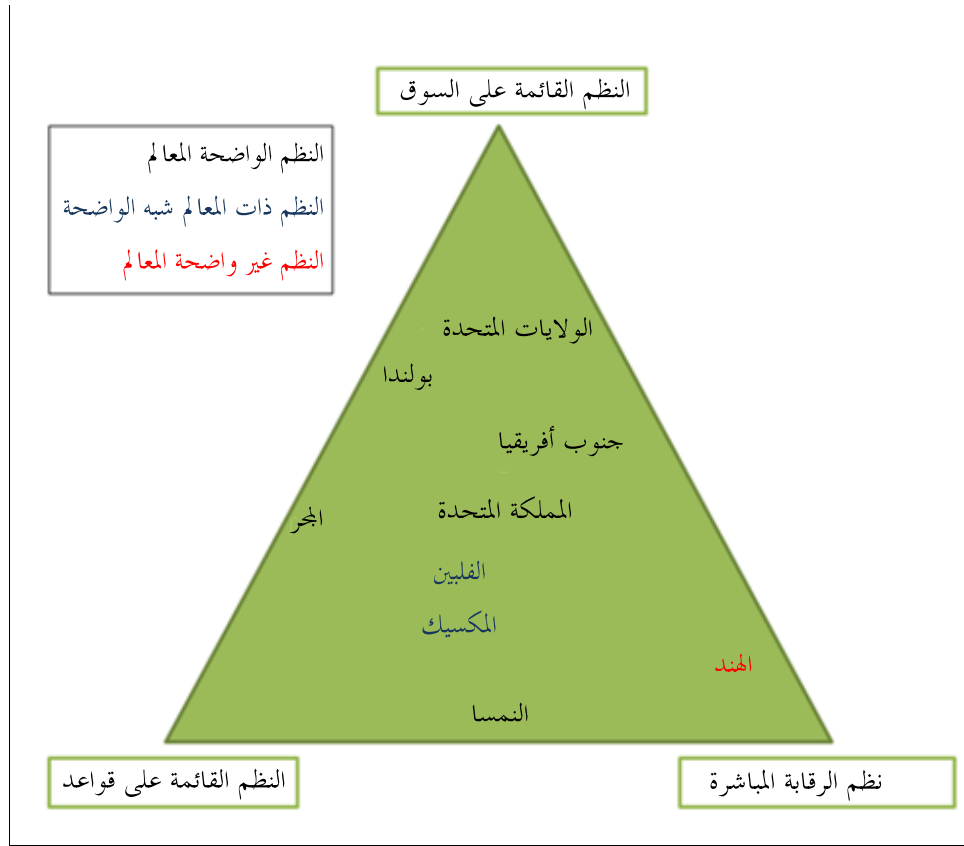 النظم القائمة على السوق
النظم الواضحة المعالم
النظم ذات المعالم شبه الواضحة
النظم غير واضحة المعالم
الولايات المتحدة
بولندا
جنوب أفريقيا
المملكة المتحدة
المجر
الفلبين
المكسيك
الهند
النمسا
نظم الرقابة المباشرة
النظم القائمة على قواعد